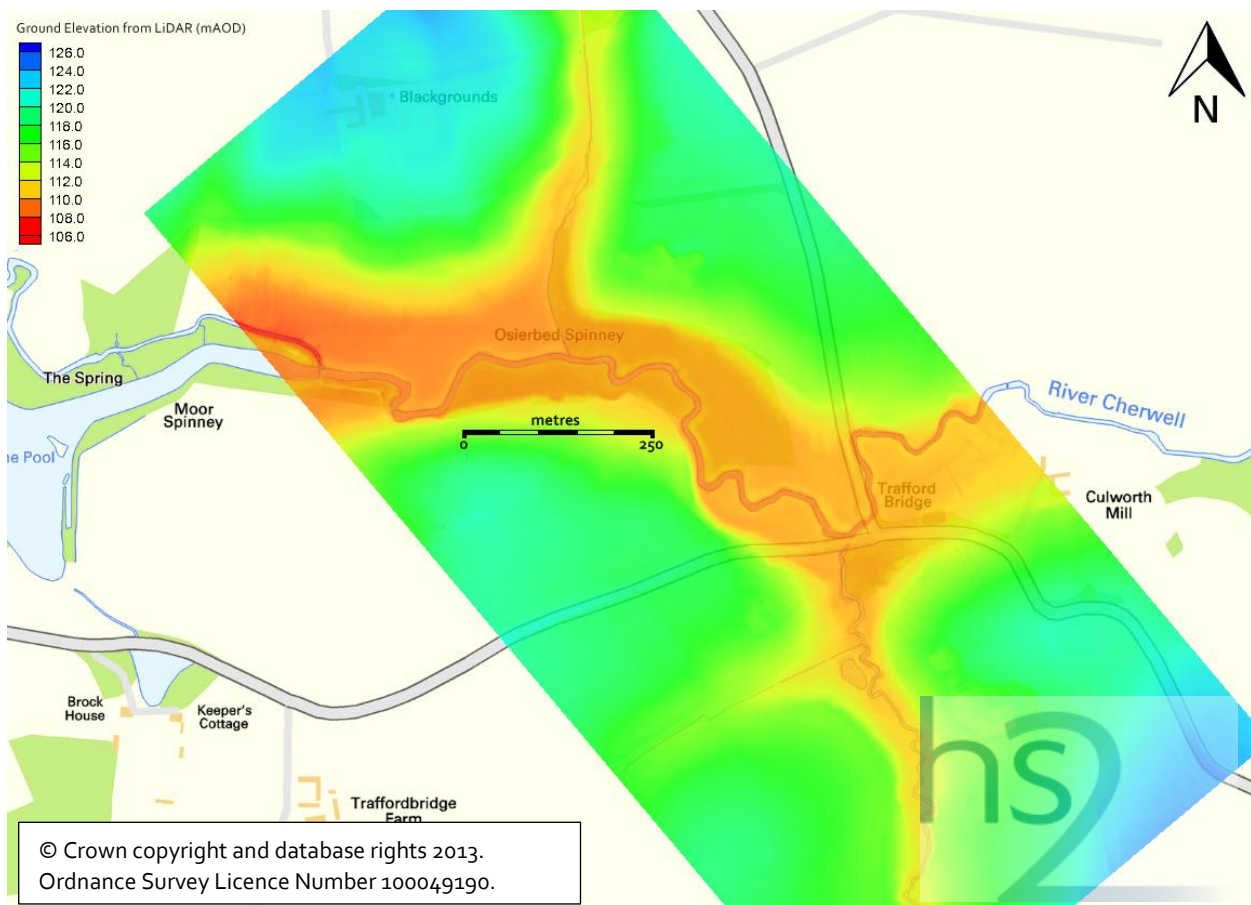 Ground Elevation from LiDAR (mAOD)
126.0
124.0
122.0
120.0
118.0
116.0
114.0
112.0
110.0
108.0
106.0
N
Blackgrounds
Osierbed Spinney
The Spring
Moor
Spinney
metres
0
250
River Cherwell
ne Pool
Trafford
Bridge
Culworth
Mill
Brock
House
Keeper's
Cottage
Traffordbridge
Farm
hs2
© Crown copyright and database rights 2013.
Ordnance Survey Licence Number 100049190.